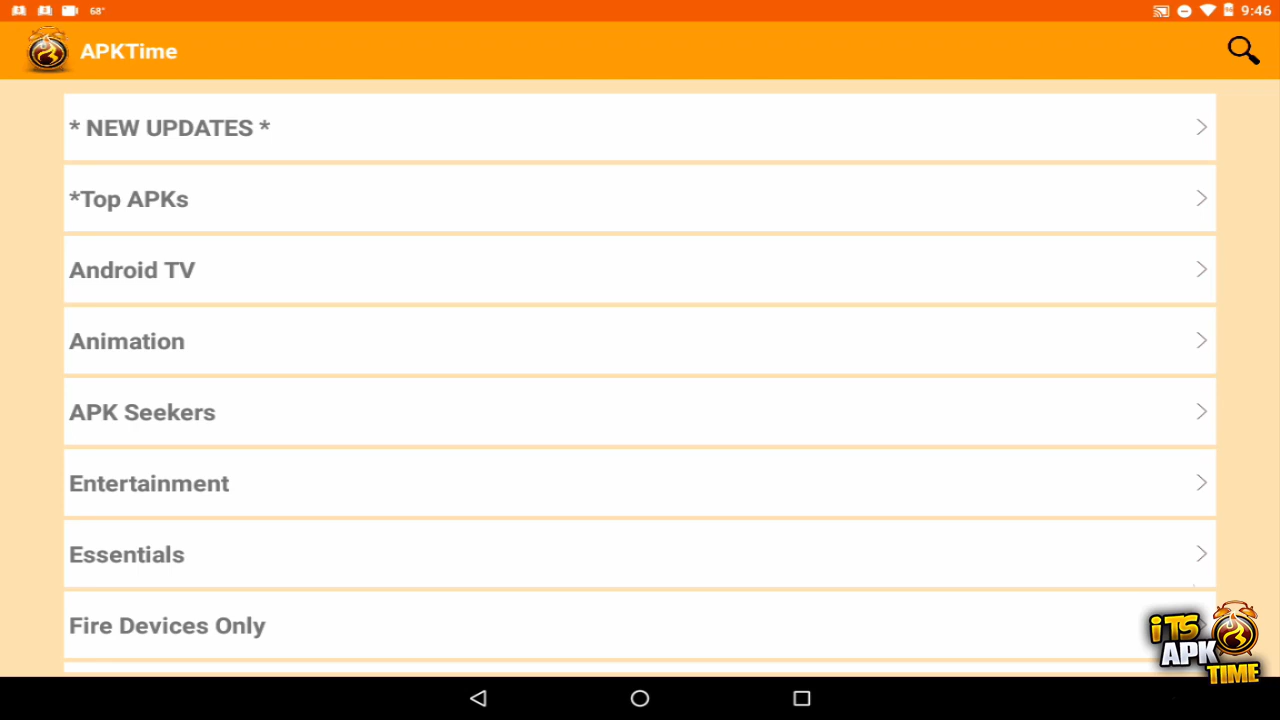 68°
9:46
APKTime
* NEW UPDATES *
*Top APKs
Android TV
Animation
APK Seekers
Entertainment
Essentials
Fire Devices Only
iTS
APK
TIME